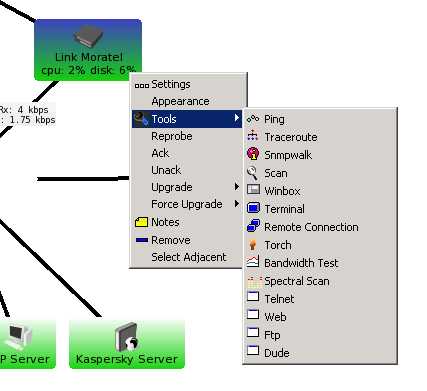 Link Moratel
cpu: 2% disk: 6%
Rx: 4 kbps
: 1.75 kbps
Settings
Appearance
Tools
Reprobe
Ack
Unack
Upgrade
Force Upgrade
Notes
Remove
Select Adjacent
Ping
Traceroute
Snmpwalk
Scan
Winbox
Terminal
Remote Connection
Torch
Bandwidth Test
Spectral Scan
Telnet
Web
Ftp
Dude
P Server
Kaspersky Server